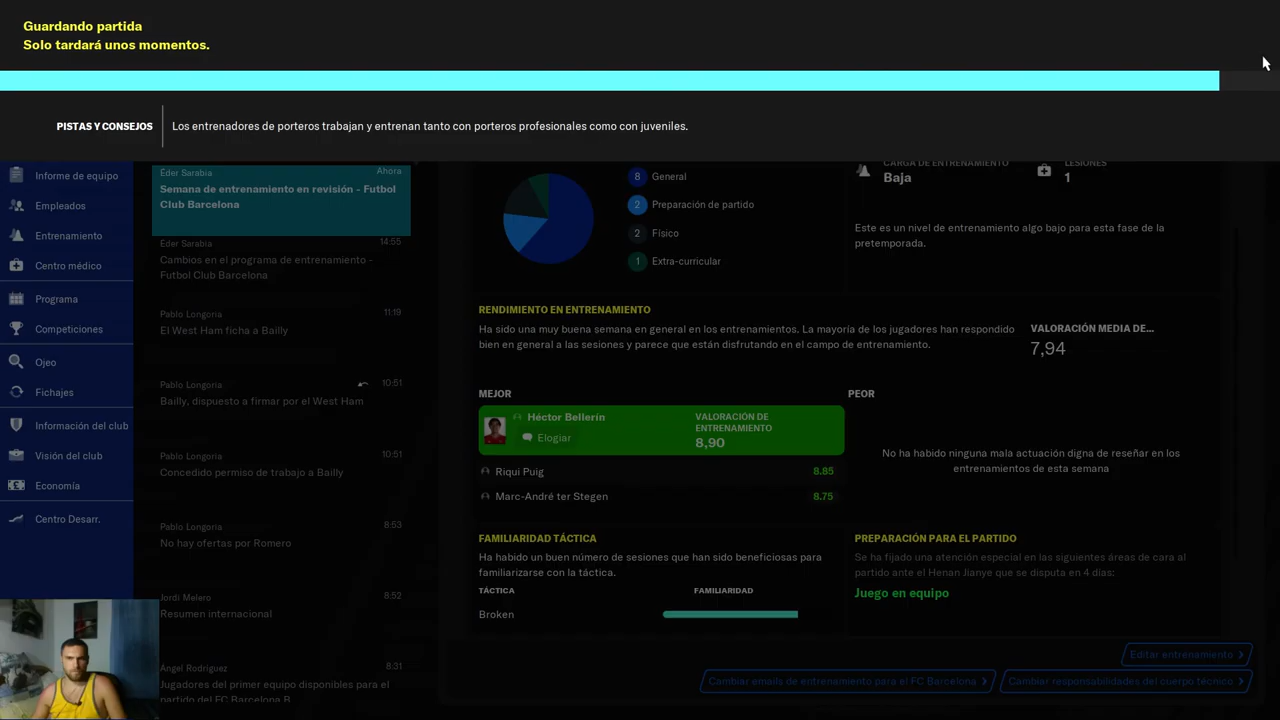 Guardando partida
Solo tardará unos momentos.
PISTAS Y CONSEJOS
Los entrenadores de porteros trabajan y entrenan tanto con porteros profesionales como con juveniles.
Informe de equipo
Empleados
Entrenamiento
Centro médico
Programa
Competiciones
Ojeo
Fichajes
Información del club
Visión del club
Economía
Centro Desarr.
Éder Sarabia
Ahora
Semana de entrenamiento en revisión - Futbol
Club Barcelona
Éder Sarabia
14:55
Cambios en el programa de entrenamiento -
Futbol Club Barcelona
Pablo Longoria
11:19
El West Ham ficha a Bailly
Pablo Longoria
10:51
Bailly, dispuesto a firmar por el West Ham
Pablo Longoria
10:51
Concedido permiso de trabajo a Bailly
Pablo Longoria
8:53
No hay ofertas por Romero
Jordi Melero
8:52
Resumen internacional
Ángel Rodríguez
8:31
Jugadores del primer equipo disponibles para el
partido del FC Barcelona B
8 General
2 Preparación de partido
2 Físico
1 Extra-curricular
CARGA DE ENTRENAMIENTO
Baja
LESIONES
1
Este es un nivel de entrenamiento algo bajo para esta fase de la
pretemporada.
RENDIMIENTO EN ENTRENAMIENTO
Ha sido una muy buena semana en general en los entrenamientos. La mayoría de los jugadores han respondido
bien en general a las sesiones y parece que están disfrutando en el campo de entrenamiento.
VALORACIÓN MEDIA DE...
7,94
MEJOR
Héctor Bellerín
Elogiar
VALORACIÓN DE
ENTRENAMIENTO
8,90
Riqui Puig
8.85
Marc-André ter Stegen
8.75
PEOR
No ha habido ninguna mala actuación digna de reseñar en los
entrenamientos de esta semana
FAMILIARIDAD TÁCTICA
Ha habido un buen número de sesiones que han sido beneficiosas para
familiarizarse con la táctica.
TÁCTICA
FAMILIARIDAD
Broken
PREPARACIÓN PARA EL PARTIDO
Se ha fijado una atención especial en las siguientes áreas de cara al
partido ante el Henan Jianye que se disputa en 4 días:
Juego en equipo
Editar entrenamiento
Cambiar emails de entrenamiento para el FC Barcelona
Cambiar responsabilidades del cuerpo técnico